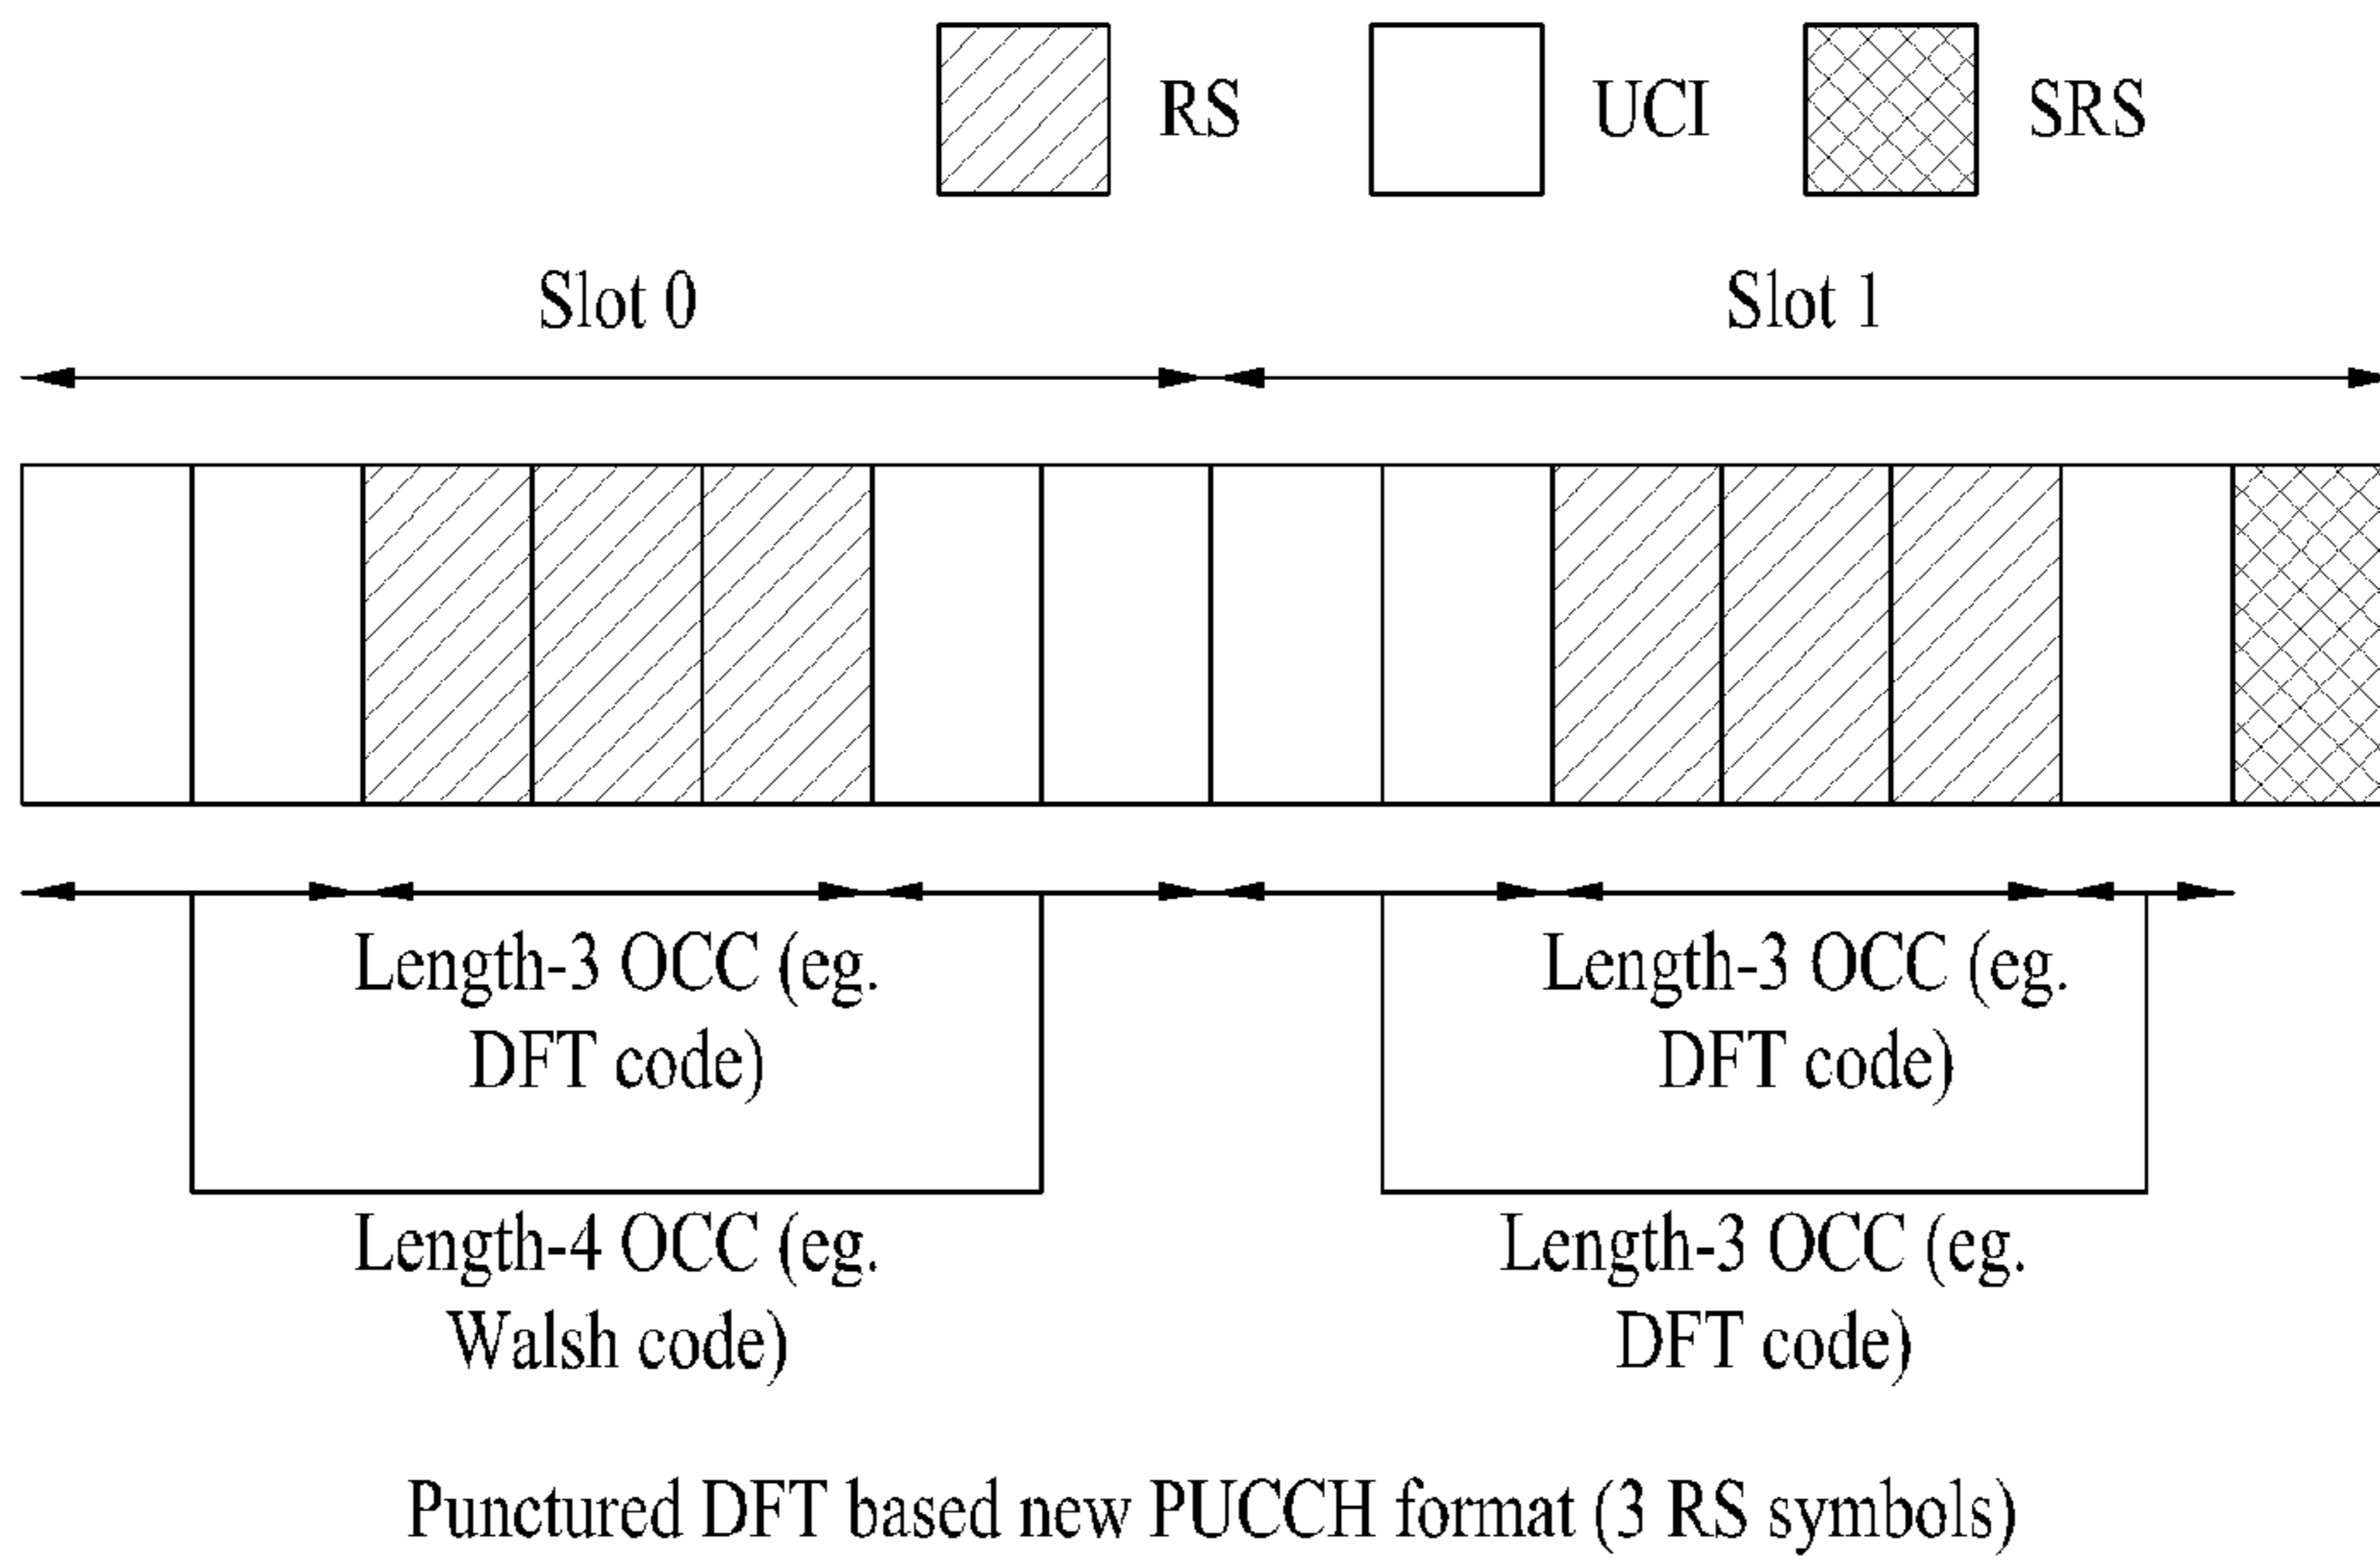 RS UCI SRS
Slot 0 Slot 1
Length-3 OCC (eg.
DFT code)
Length-3 OCC (eg.
DFT code)
Length-4 OCC (eg.
Walsh code)
Length-3 OCC (eg.
DFT code)
Punctured DFT based new PUCCH format (3 RS symbols)